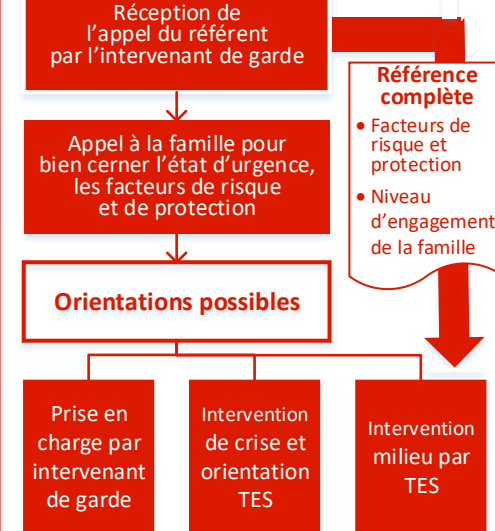 Réception de
l’appel du référent
par l’intervenant de garde
Référence
complète
• Facteurs de
risque et
protection
• Niveau
d’engagement
de la famille
Appel à la famille pour
bien cerner l’état d’urgence,
les facteurs de risque
et de protection
Orientations possibles
Prise en
charge par
intervenant
de garde
Intervention
de crise et
orientation
TES
Intervention
milieu par
TES